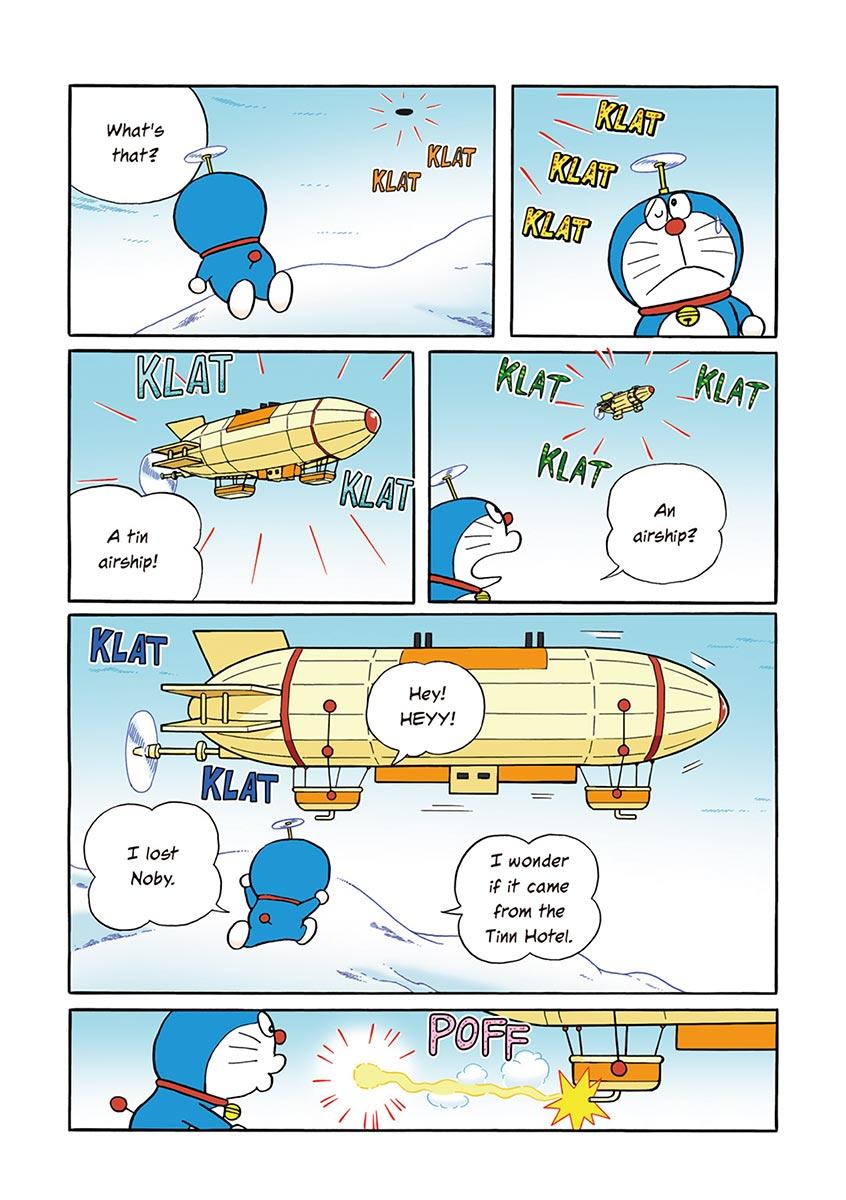 KLAT
KLAT
KLAT
What's
that?
KLAT
KLAT
KLAT
KLAT
KLAT
An
airship?
KLAT
KLAT
A tin
airship!
I wonder
if it came
from the
Tinn Hotel.
Hey!
HEYY!
KLAT
KLAT
I lost
Noby.
POFF